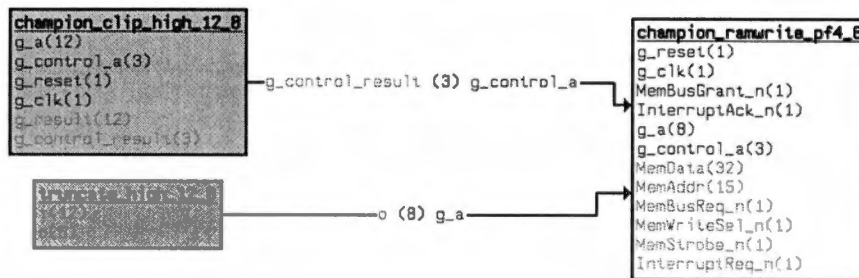 champion_clip_high_12_8
g_a(12)
g_control_a(3)
g_reset(1)
g_clk(1)
g_result(12)
g_control_result(3)
g_control_result (3) g_control_a
truncate_high_12_8
o (8) g_a
champion_ramwrite_pf4_8
g_reset(1)
g_clk(1)
MemBusGrant_n(1)
InterruptAck_n(1)
g_a(8)
g_control_a(3)
MemData(32)
MemAddr(15)
MemBusReq_n(1)
MemWriteSel_n(1)
MemStrobe_n(1)
InterruptReq_n(1)